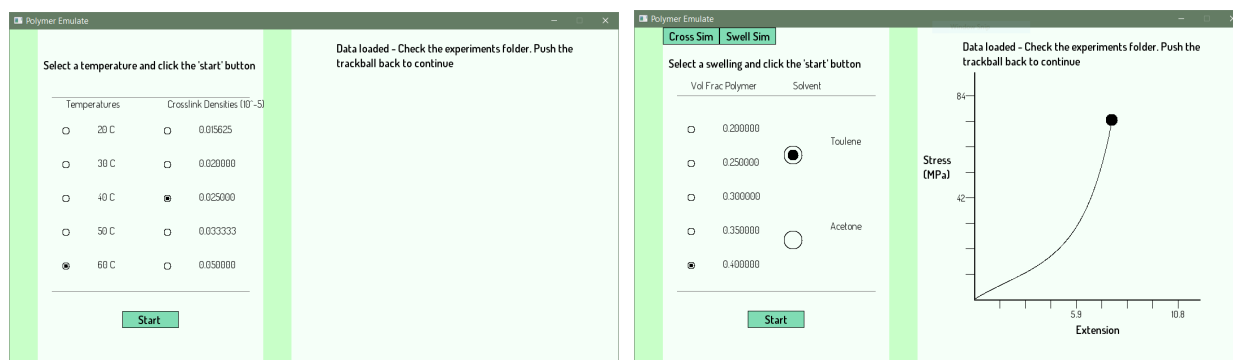 Polymer Emulate
Data loaded - Check the experiments folder. Push the
trackball back to continue
Select a temperature and click the 'start' button
Temperatures Crosslink Densities (10^-5)
20 C 0.015625
30 C 0.020000
40 C 0.025000
50 C 0.033333
60 C 0.050000
Start
Polymer Emulate
Cross Sim Swell Sim
Select a swelling and click the 'start' button
Vol Frac Polymer Solvent
0.200000
Toulene
0.250000
0.300000
0.350000
Acetone
0.400000
Start
Data loaded - Check the experiments folder. Push the
trackball back to continue
84
Stress
(MPa)
42
5.9 10.8
Extension